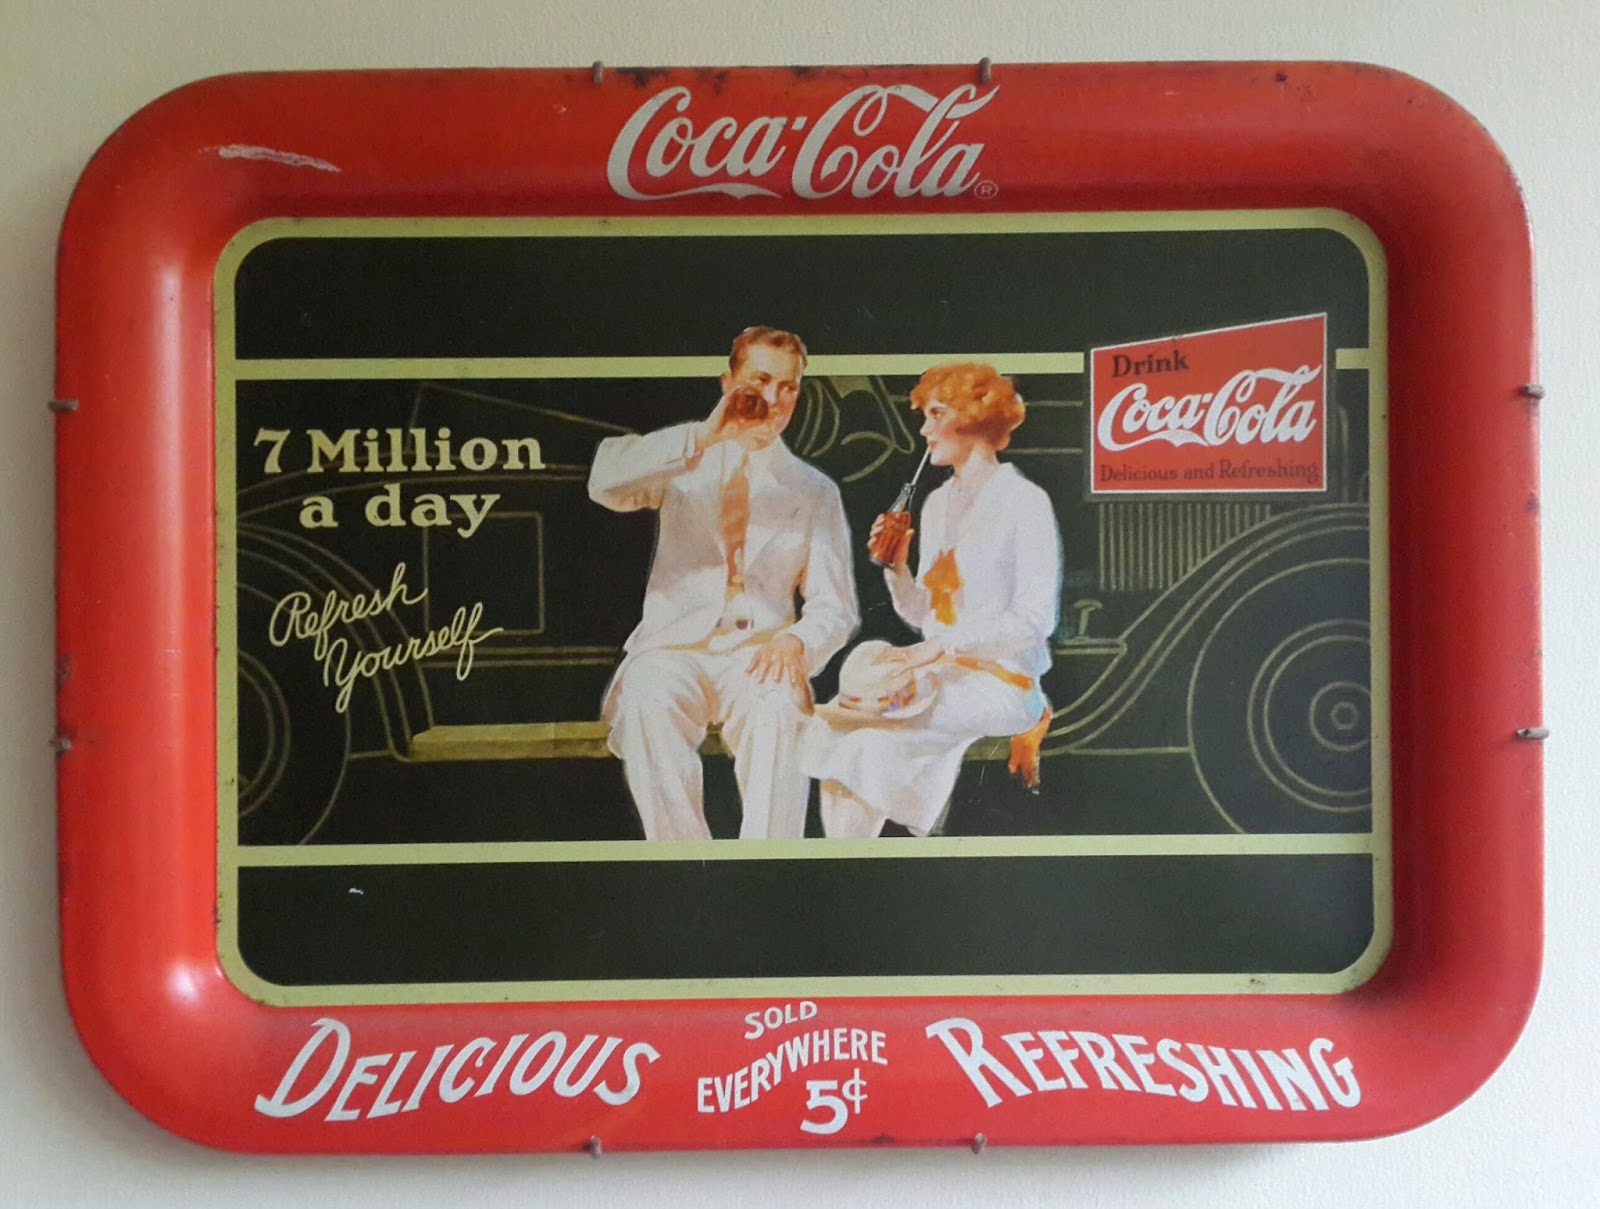 Coca-Cola ®
Drink
Coca-Cola
Delicious and Refreshing
7 Million
a day
Refresh
Yourself
DELICIOUS
SOLD
EVERYWHERE
5¢
REFRESHING